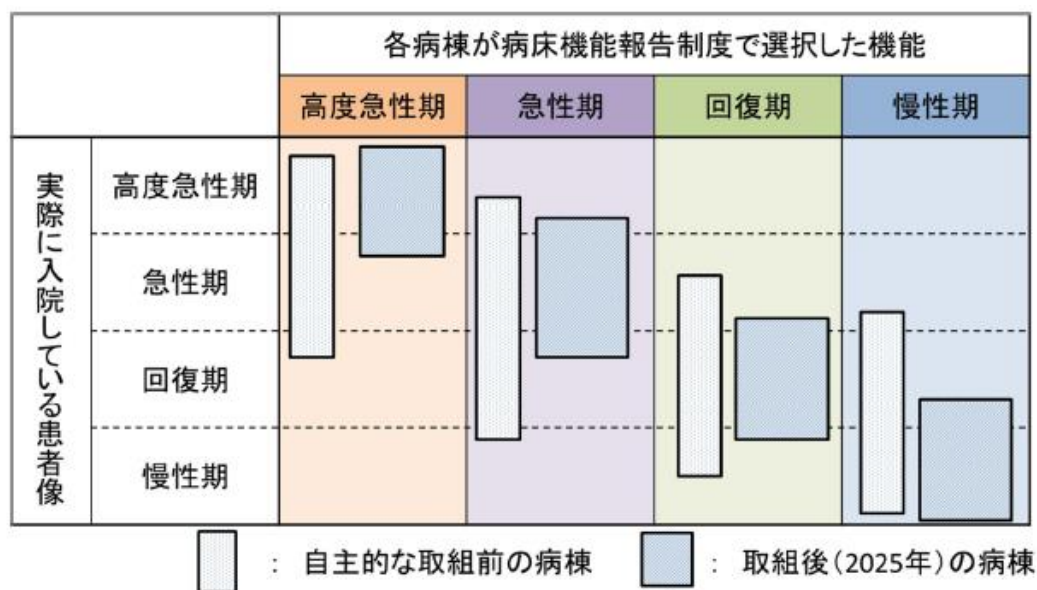 各病棟が病床機能報告制度で選択した機能
高度急性期
急性期
回復期
慢性期
実際に入院している患者像
高度急性期
急性期
回復期
慢性期
： 自主的な取組前の病棟
： 取組後（2025年）の病棟